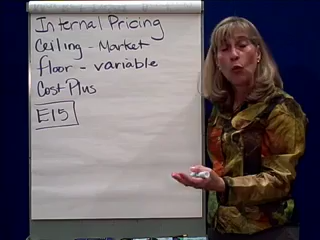 Internal Pricing
Ceiling - Market
floor - variable
Cost Plus
E15